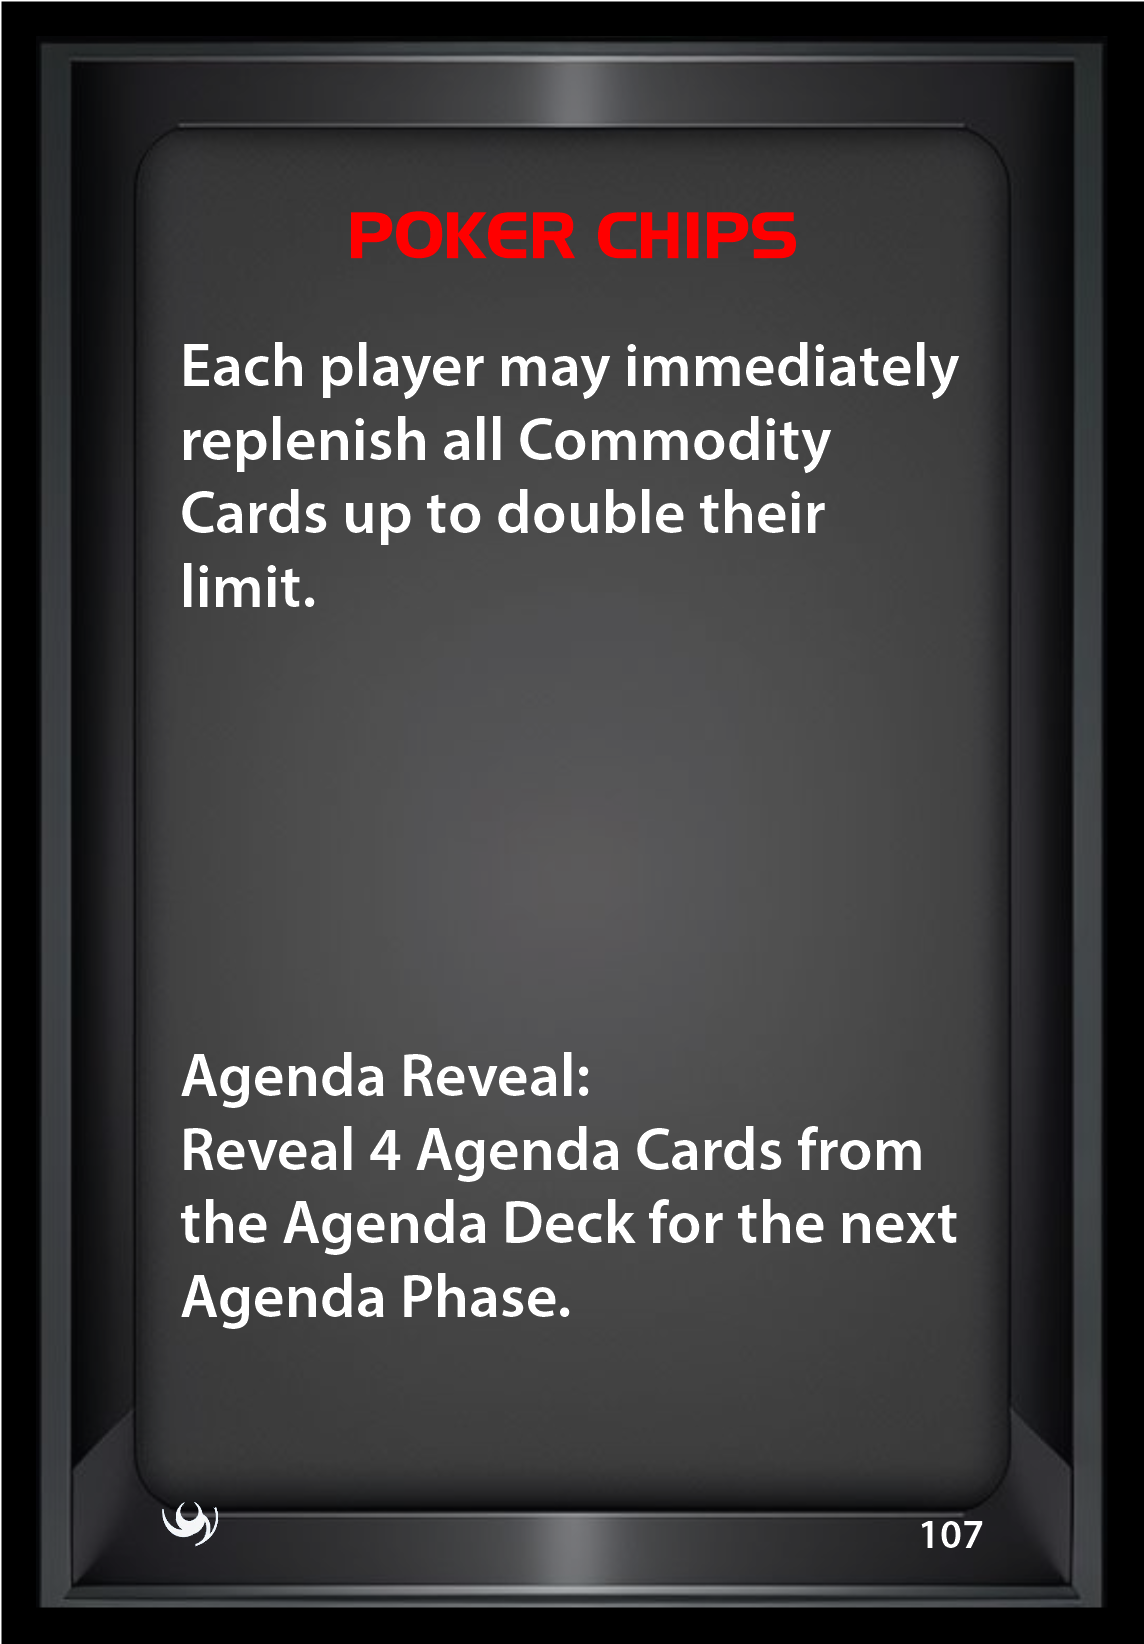 POKER CHIPS
Each player may immediately
replenish all Commodity
Cards up to double their
limit.
Agenda Reveal:
Reveal 4 Agenda Cards from
the Agenda Deck for the next
Agenda Phase.
107